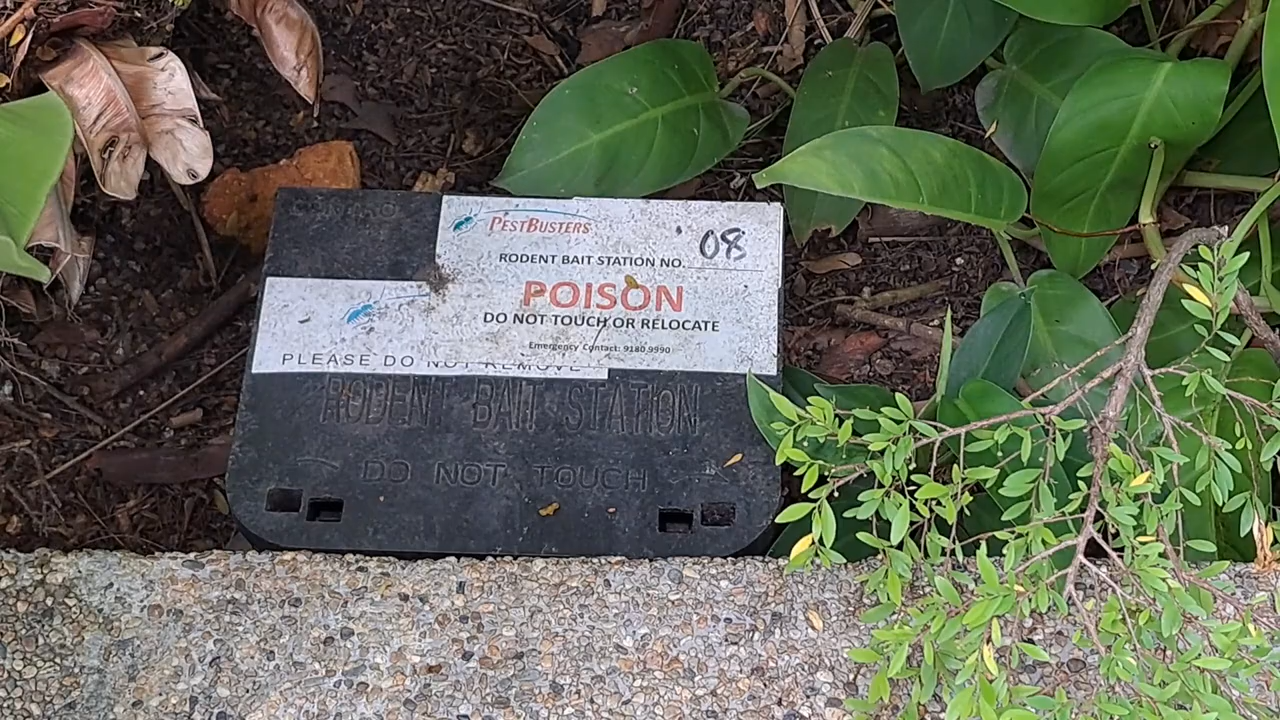 PESTBUSTERS
RODENT BAIT STATION NO. 08
POISON
DO NOT TOUCH OR RELOCATE
Emergency Contact: 9180 9990
PLEASE DO NOT REMOVE
RODENT BAIT STATION
DO NOT TOUCH